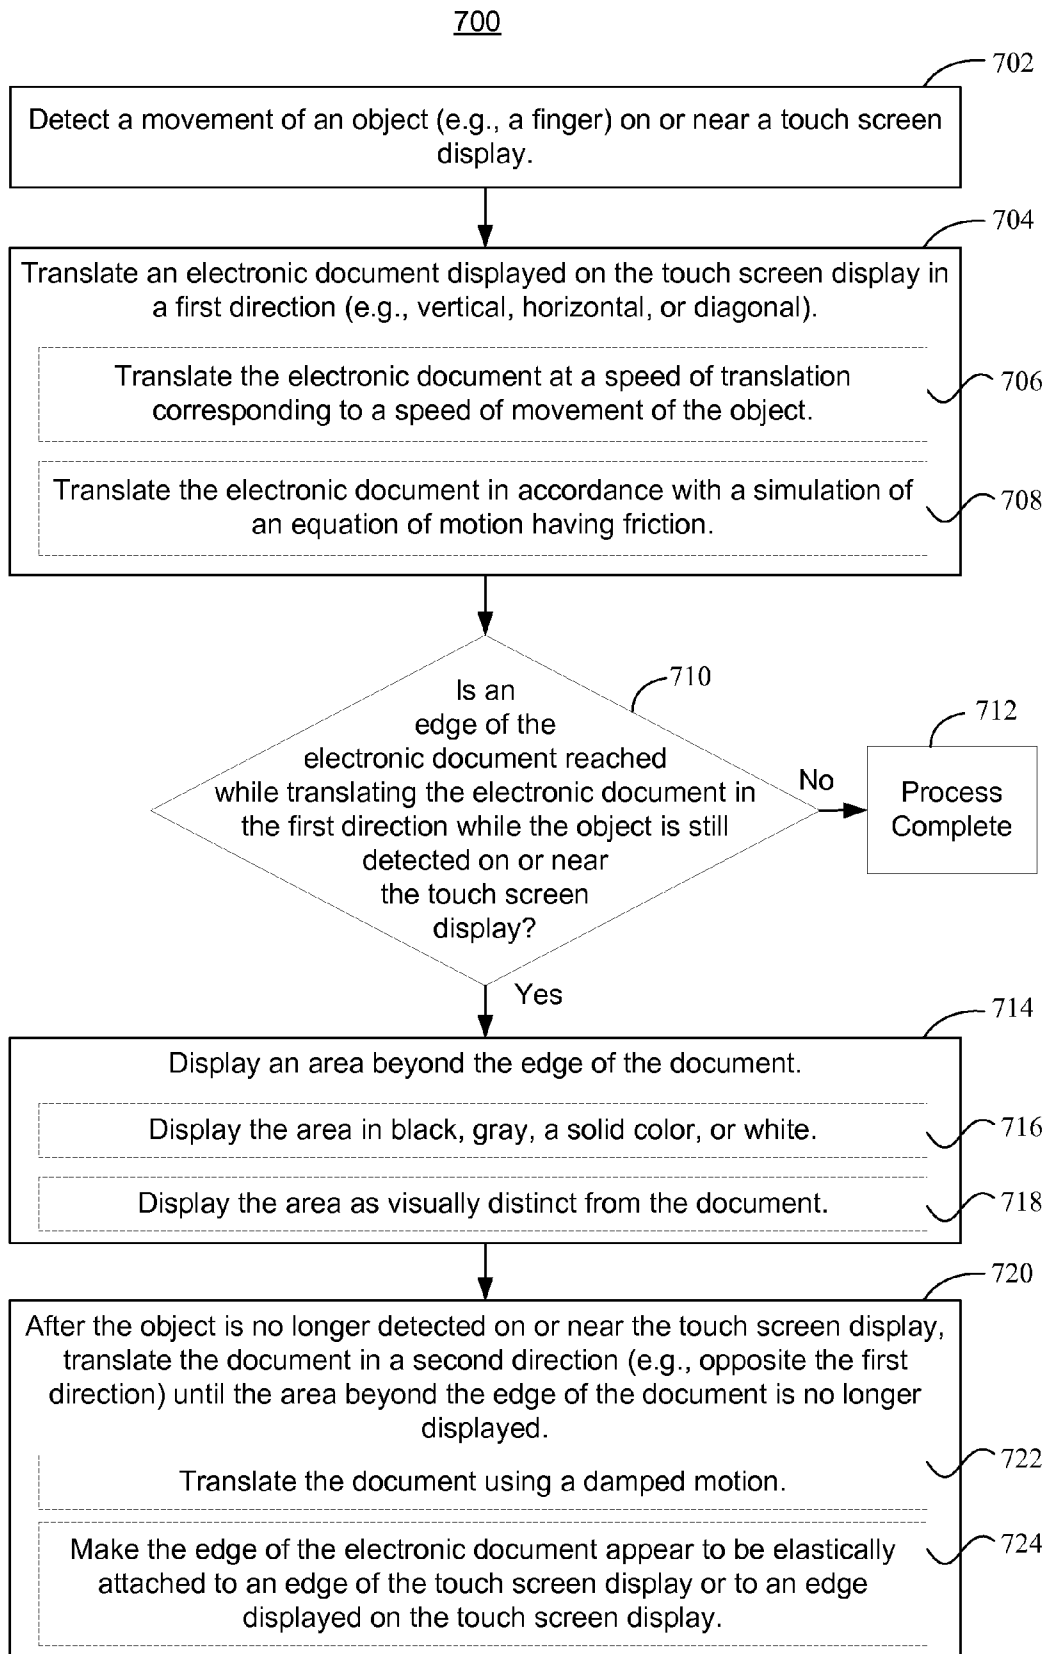 700
702
Detect a movement of an object (e.g., a finger) on or near a touch screen
display.
704
Translate an electronic document displayed on the touch screen display in
a first direction (e.g., vertical, horizontal, or diagonal).
Translate the electronic document at a speed of translation
corresponding to a speed of movement of the object.
706
Translate the electronic document in accordance with a simulation of
an equation of motion having friction.
708
710
Is an
edge of the
electronic document reached
while translating the electronic document in
the first direction while the object is still
detected on or near
the touch screen
display?
No
712
Process
Complete
Yes
714
Display an area beyond the edge of the document.
Display the area in black, gray, a solid color, or white.
716
Display the area as visually distinct from the document.
718
720
After the object is no longer detected on or near the touch screen display,
translate the document in a second direction (e.g., opposite the first
direction) until the area beyond the edge of the document is no longer
displayed.
Translate the document using a damped motion.
722
Make the edge of the electronic document appear to be elastically
attached to an edge of the touch screen display or to an edge
displayed on the touch screen display.
724